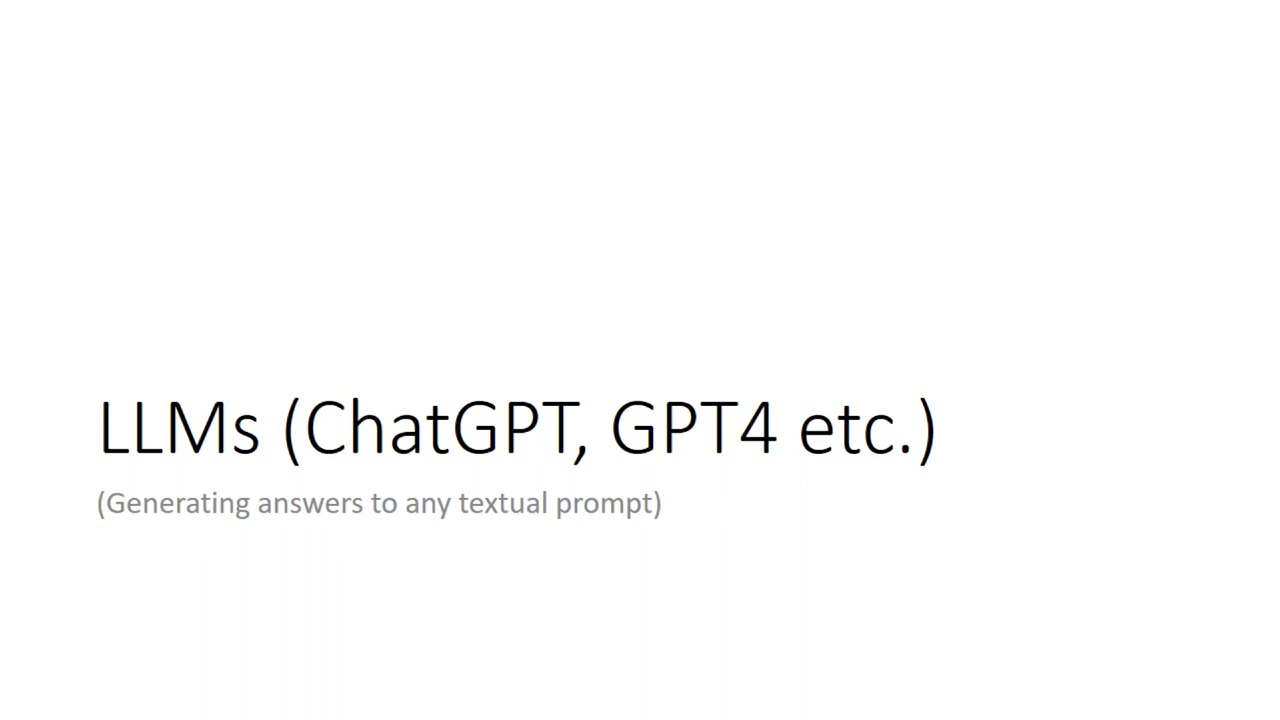 LLMs (ChatGPT, GPT4 etc.)
(Generating answers to any textual prompt)